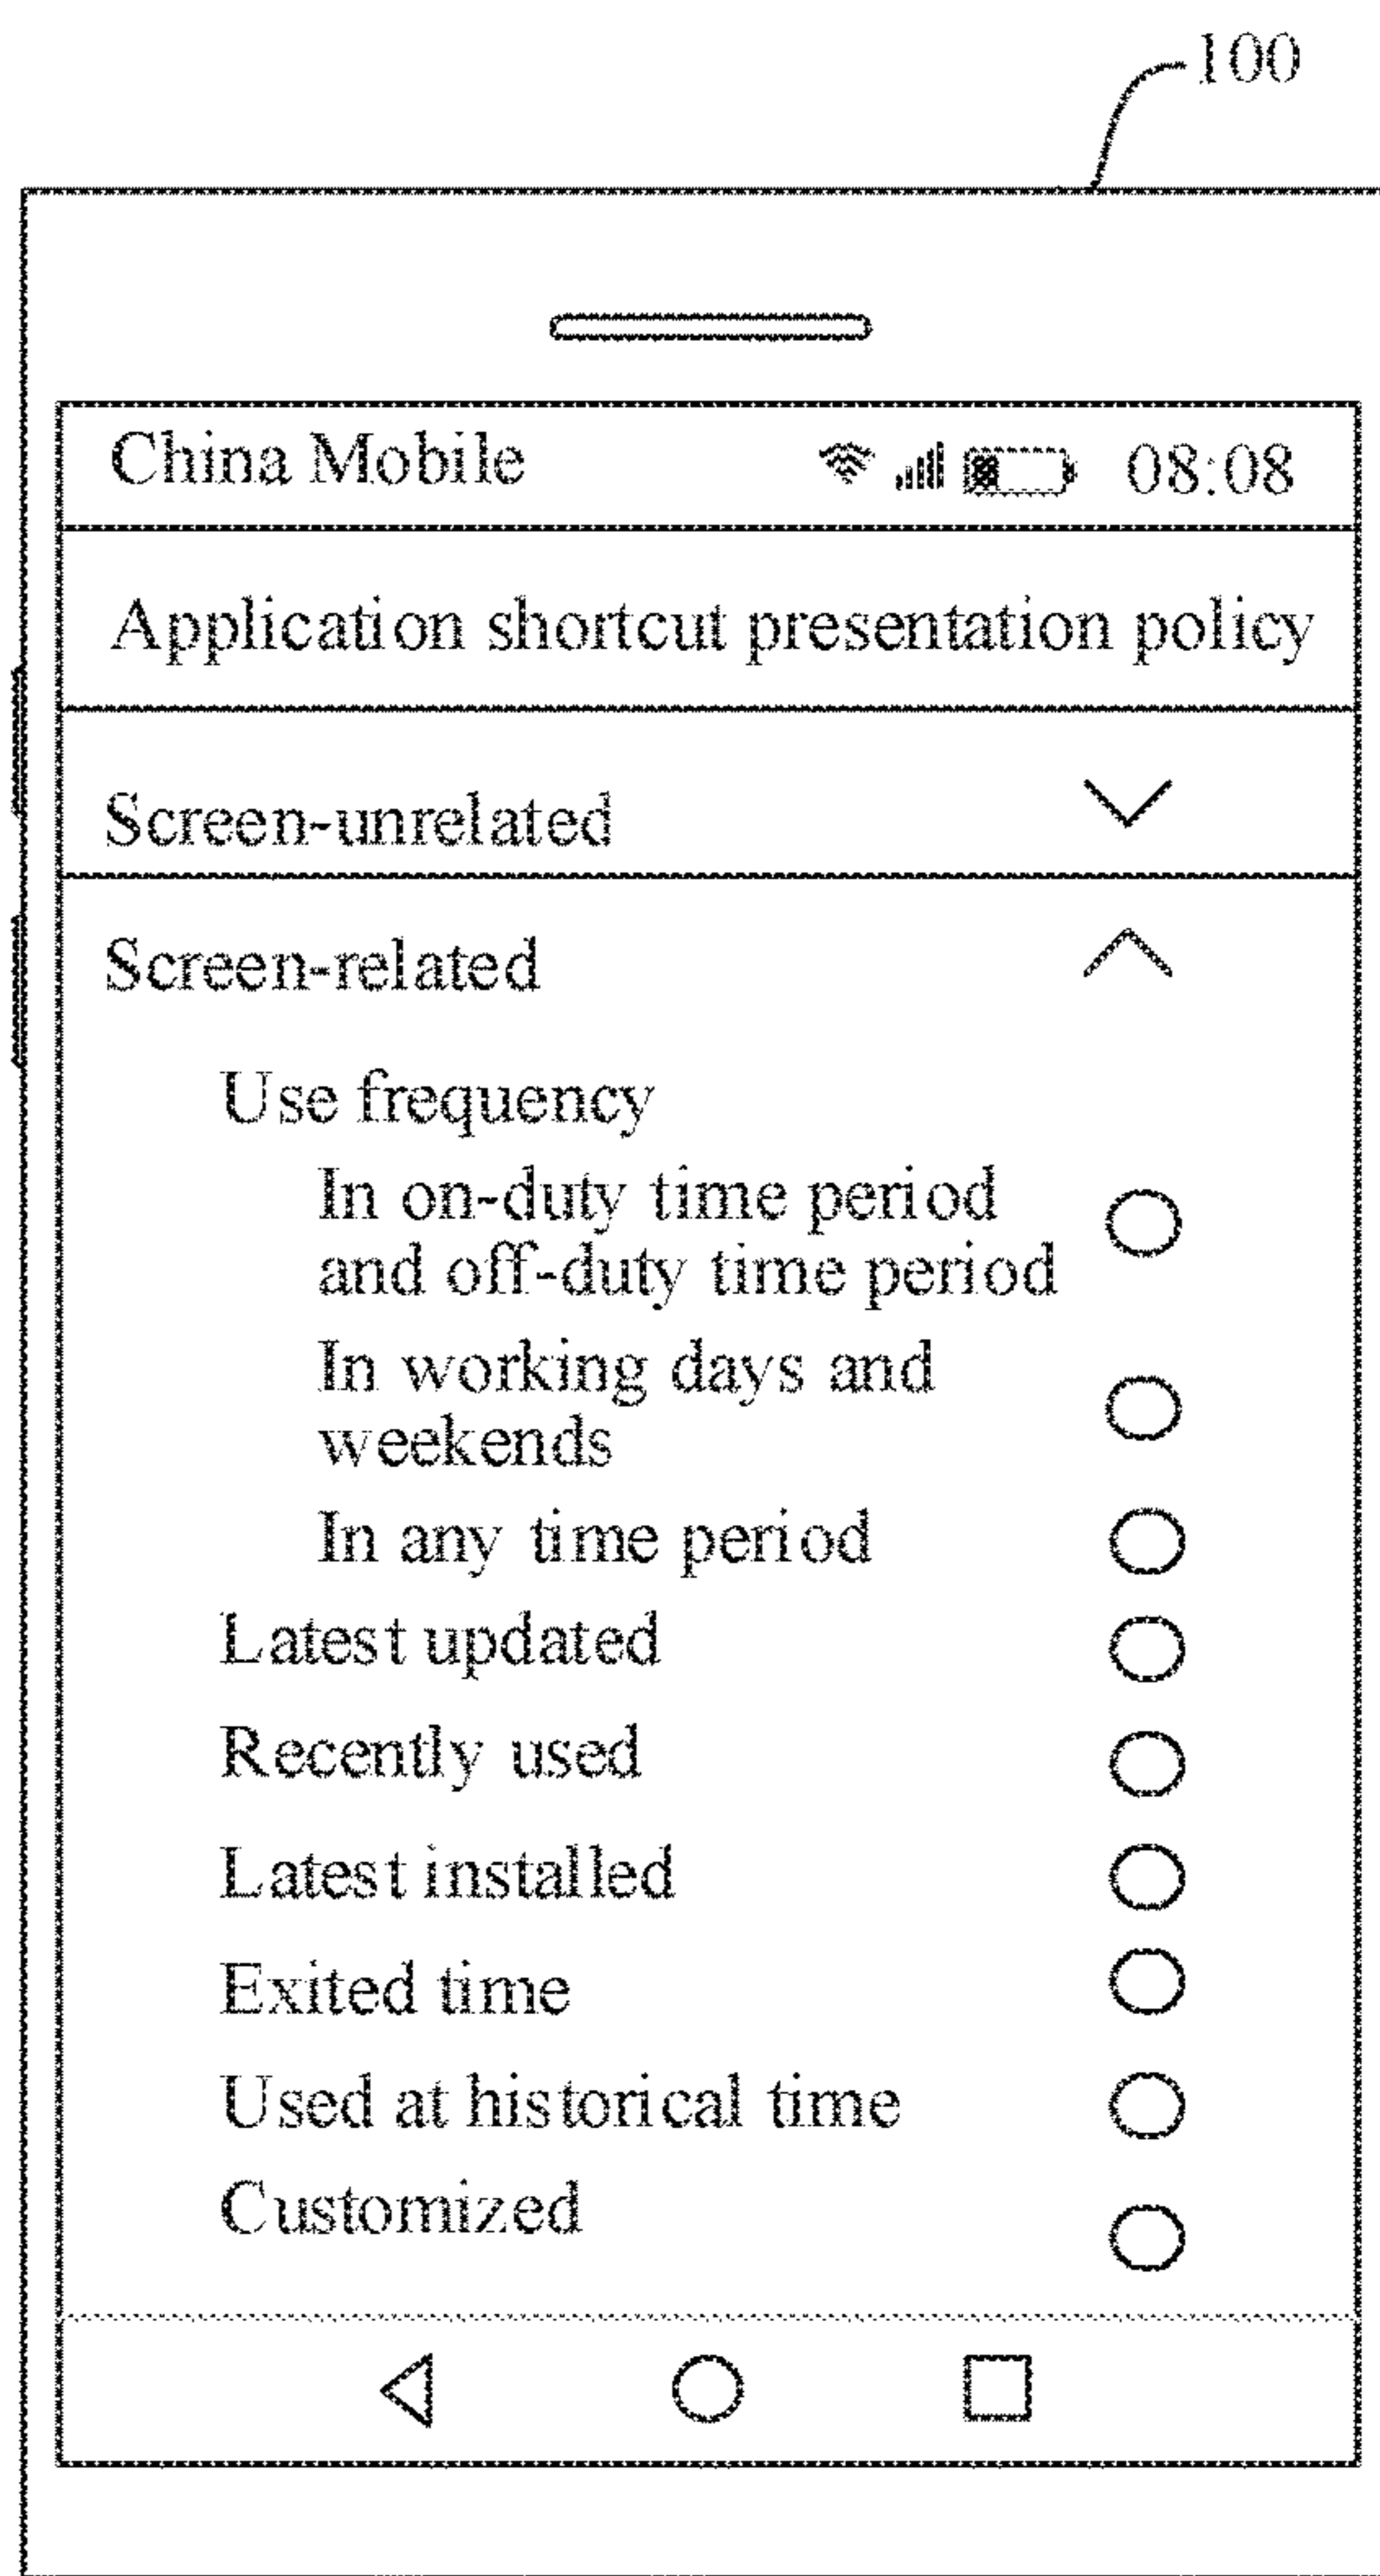 100
China Mobile 08:08
Application shortcut presentation policy
Screen-unrelated
Screen-related
Use frequency
In on-duty time period
and off-duty time period
In working days and
weekends
In any time period
Latest updated
Recently used
Latest installed
Exited time
Used at historical time
Customized